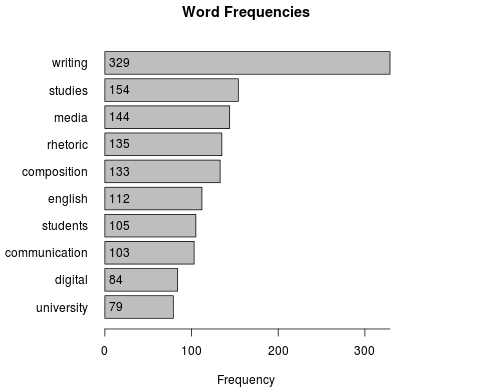 Word Frequencies
writing 329
studies 154
media 144
rhetoric 135
composition 133
english 112
students 105
communication 103
digital 84
university 79
0 100 200 300
Frequency